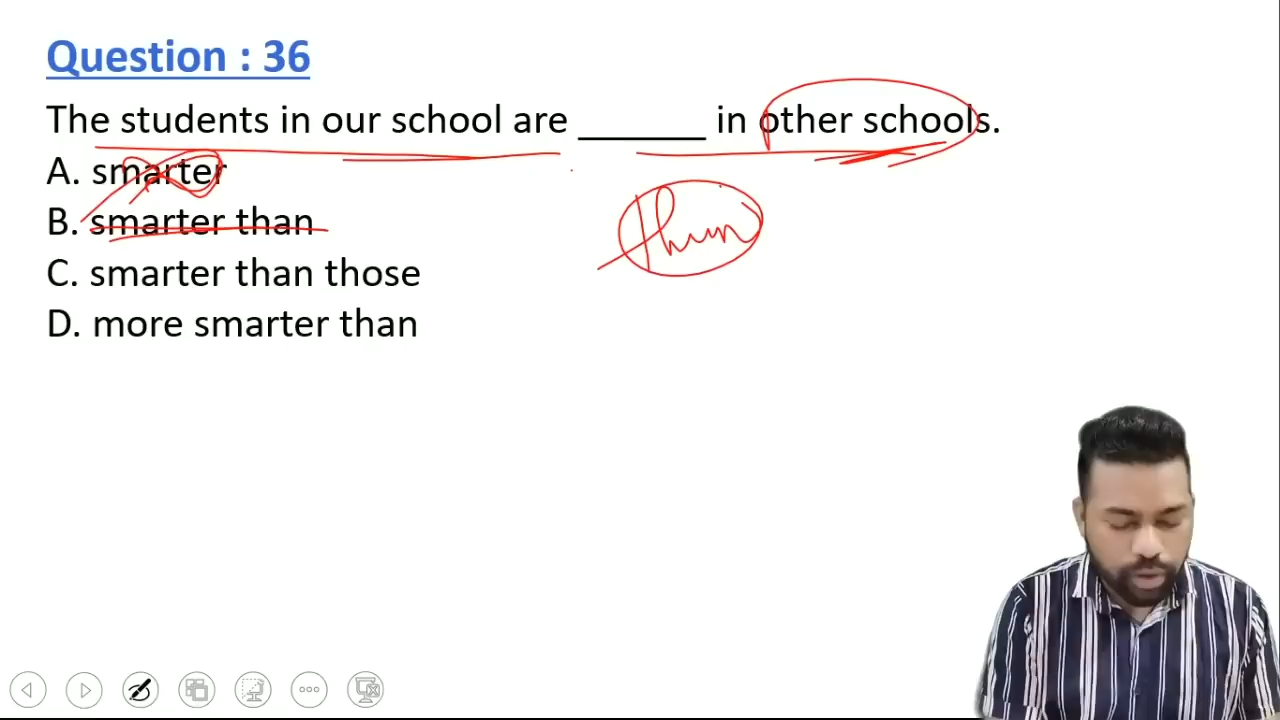 Question : 36
The students in our school are ______ in other schools.
than
A. smarter
B. smarter than
C. smarter than those
D. more smarter than